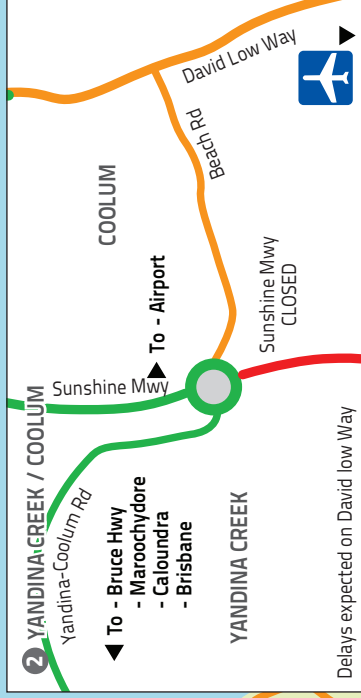 2 YANDINA CREEK / COOLUM
Yandina-Coolum Rd
Sunshine Mwy
COOLUM
David Low Way
Beach Rd
To - Airport
To - Bruce Hwy
- Maroochydore
- Caloundra
- Brisbane
YANDINA CREEK
Sunshine Mwy
CLOSED
Delays expected on David low Way